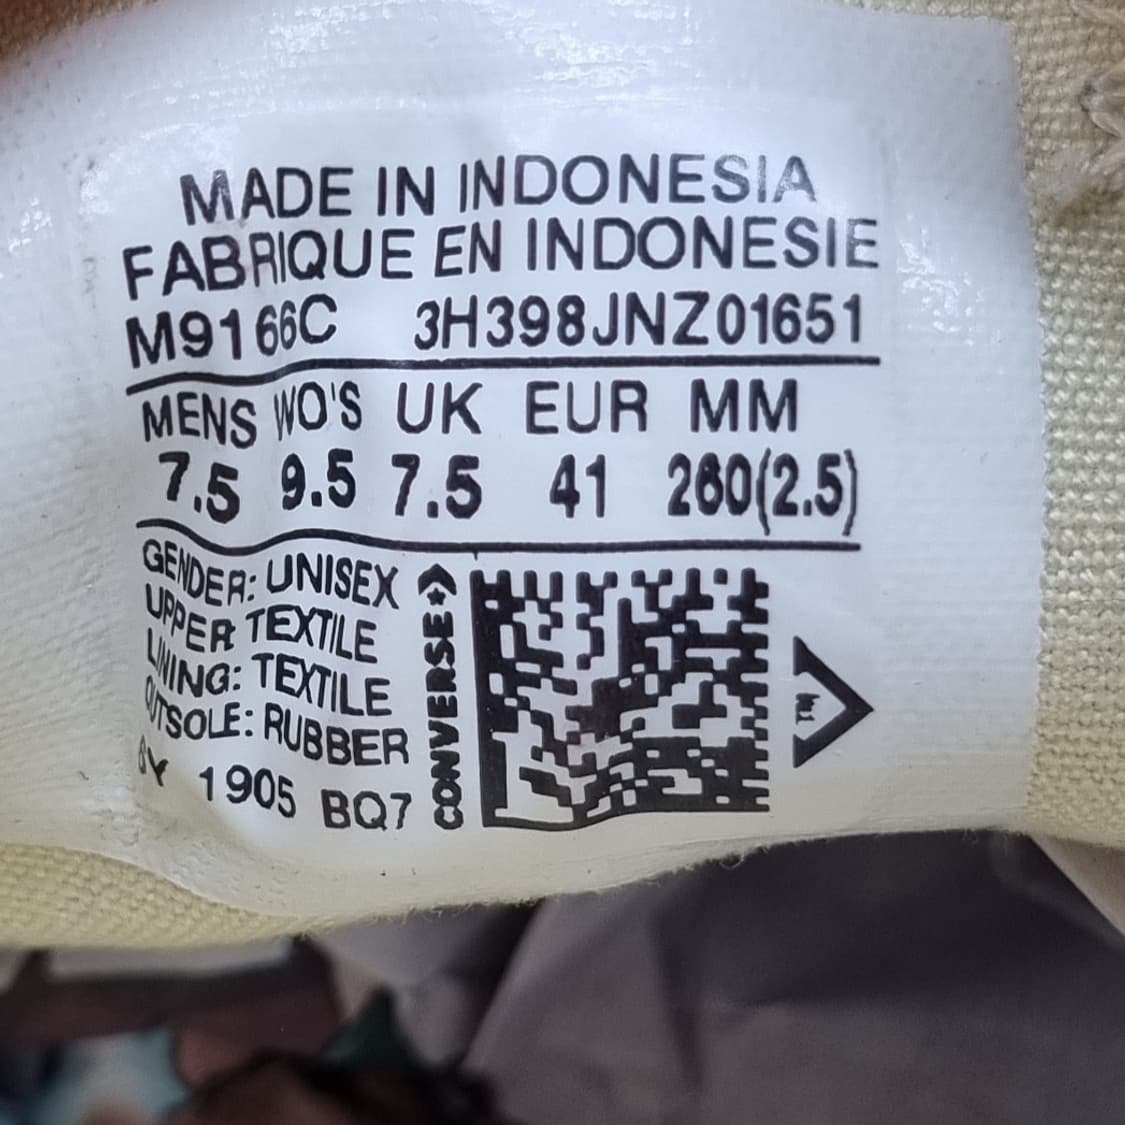 MADE IN INDONESIA
FABRIQUE EN INDONESIE
M9166C 3H398JNZ01651
MENS WO'S UK EUR MM
7.5 9.5 7.5 41 260(2.5)
GENDER: UNISEX
UPPER TEXTILE
LINING: TEXTILE
OUTSOLE: RUBBER
1905 BQ7
CONVERSE